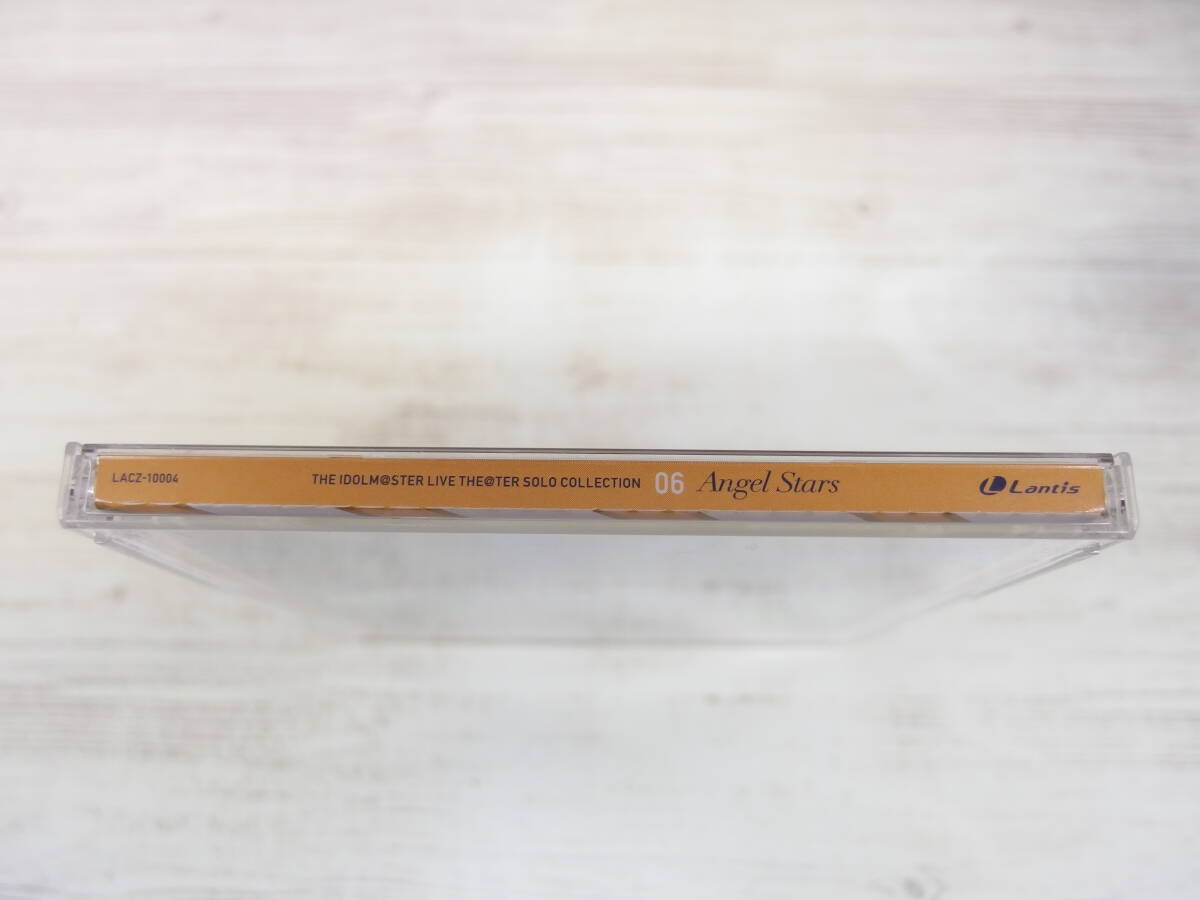 LACZ-10004 THE IDOLM@STER LIVE THE@TER SOLO COLLECTION 06 Angel Stars Lantis